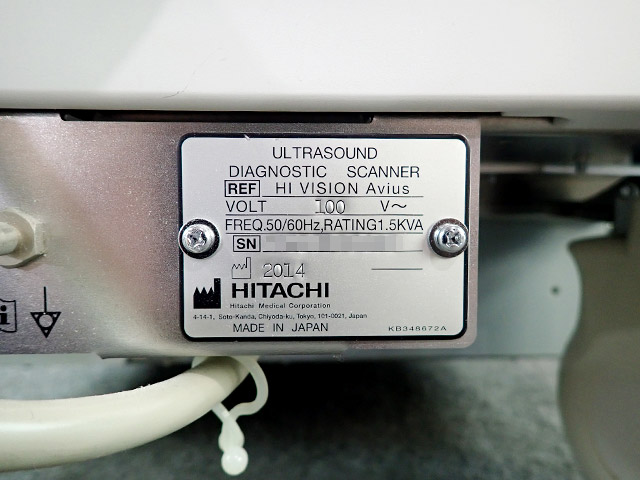 ULTRASOUND
DIAGNOSTIC SCANNER
REF HI VISION Avius
VOLT 100 V~
FREQ.50/60Hz,RATING1.5KVA
SN
2014
HITACHI
Hitachi Medical Corporation
4-14-1, Soto-Kanda, Chiyoda-ku, Tokyo, 101-0021, Japan
MADE IN JAPAN KB348672A